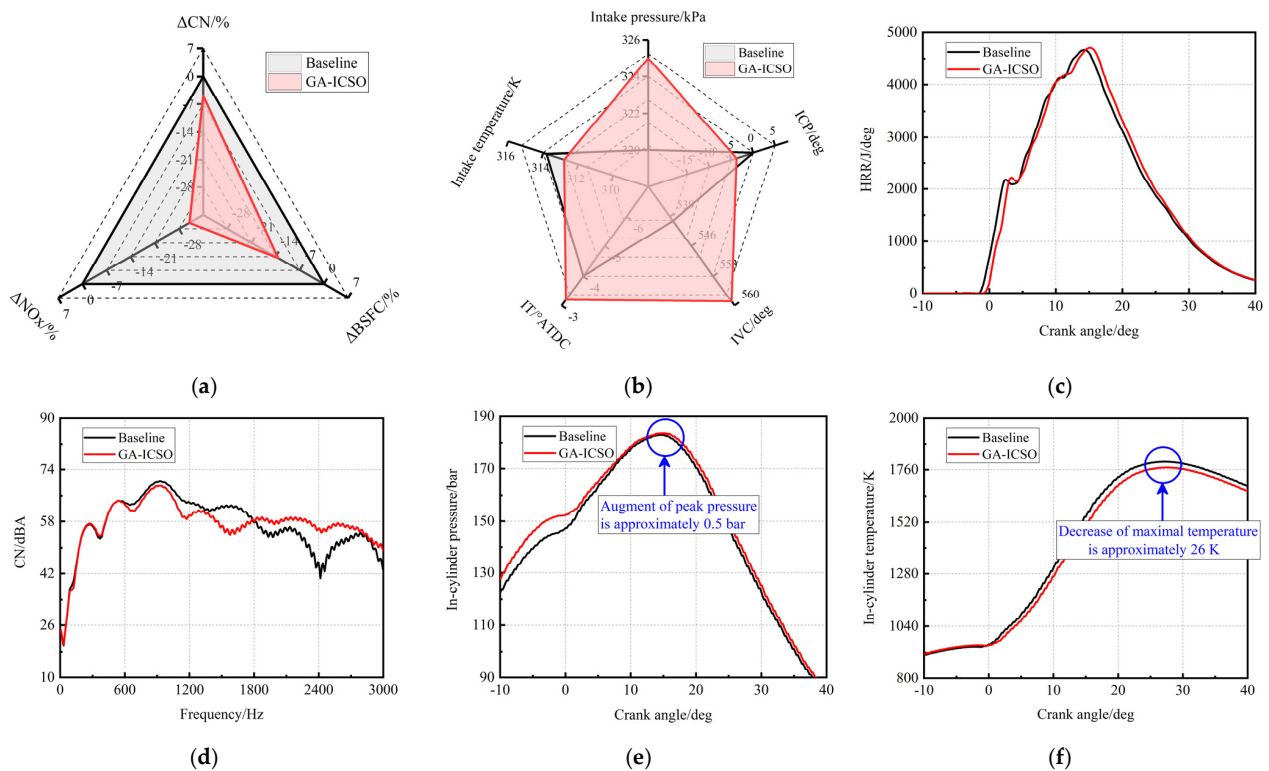 ΔCN/%
7
0
-7
-14
-21
-28
Baseline
GA-ICSO
-28
-21
-14
-7
0
7
ΔBSFC/%
-28
-21
-14
-7
0
7
ΔNOx/%
(a)
Intake pressure/kPa
326
324
322
320
Baseline
GA-ICSO
ICP/deg
-15
-10
-5
0
5
Intake temperature/K
316
314
312
310
IT/°ATDC
-6
-5
-4
-3
IVC/deg
539
546
553
560
(b)
5000
4000
3000
2000
1000
0
HRR/J/deg
Baseline
GA-ICSO
-10 0 10 20 30 40
Crank angle/deg
(c)
90
74
58
42
26
10
CN/dBA
Baseline
GA-ICSO
0 600 1200 1800 2400 3000
Frequency/Hz
(d)
190
170
150
130
110
90
In-cylinder pressure/bar
Baseline
GA-ICSO
Augment of peak pressure
is approximately 0.5 bar
-10 0 10 20 30 40
Crank angle/deg
(e)
2000
1760
1520
1280
1040
800
In-cylinder temperature/K
Baseline
GA-ICSO
Decrease of maximal temperature
is approximately 26 K
-10 0 10 20 30 40
Crank angle/deg
(f)